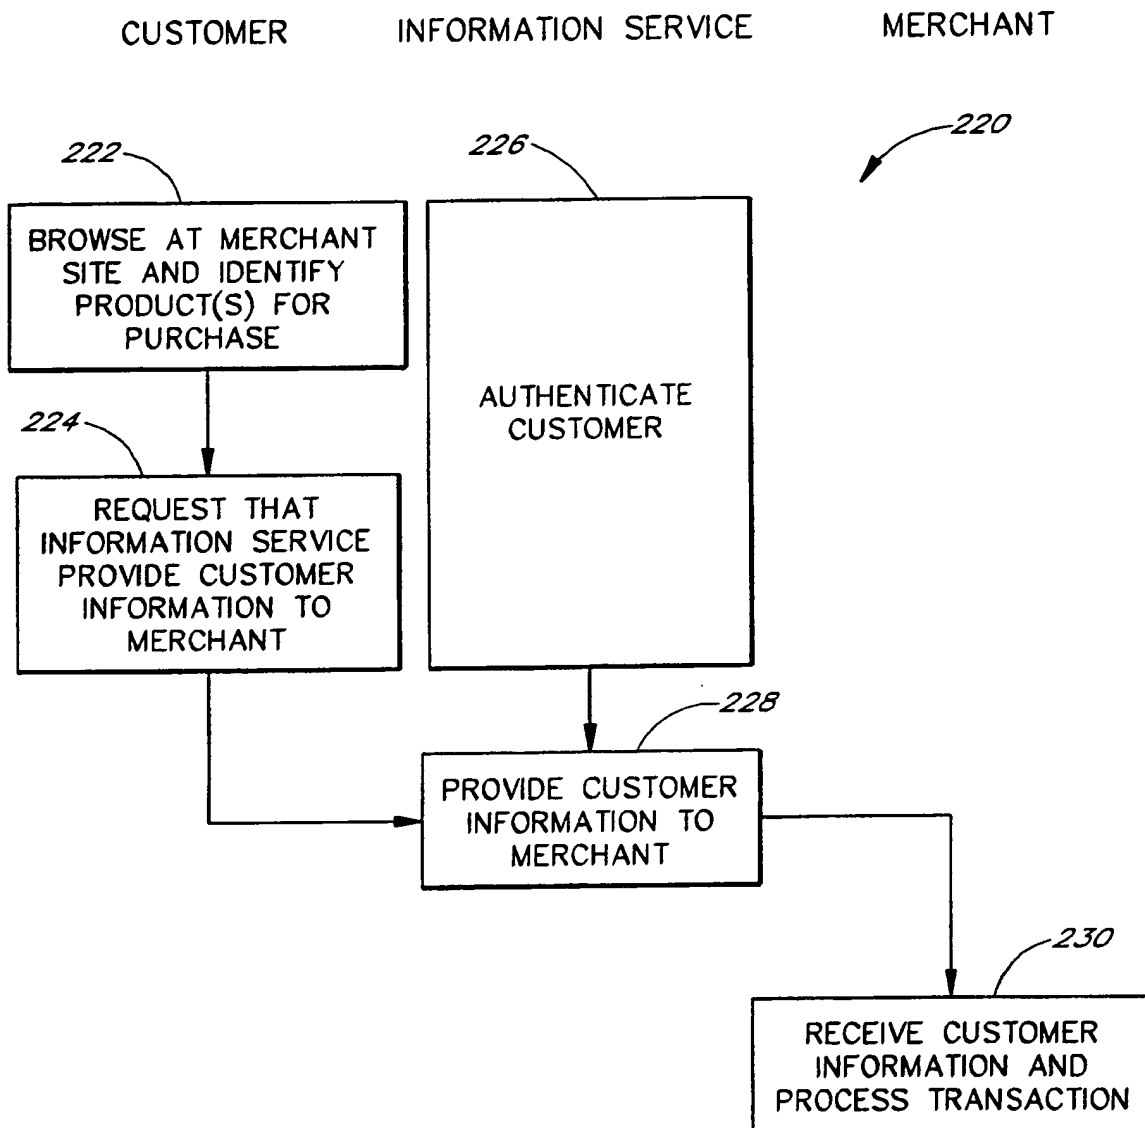 CUSTOMER INFORMATION SERVICE MERCHANT
220
222
BROWSE AT MERCHANT
SITE AND IDENTIFY
PRODUCT(S) FOR
PURCHASE
226
AUTHENTICATE
CUSTOMER
224
REQUEST THAT
INFORMATION SERVICE
PROVIDE CUSTOMER
INFORMATION TO
MERCHANT
228
PROVIDE CUSTOMER
INFORMATION TO
MERCHANT
230
RECEIVE CUSTOMER
INFORMATION AND
PROCESS TRANSACTION